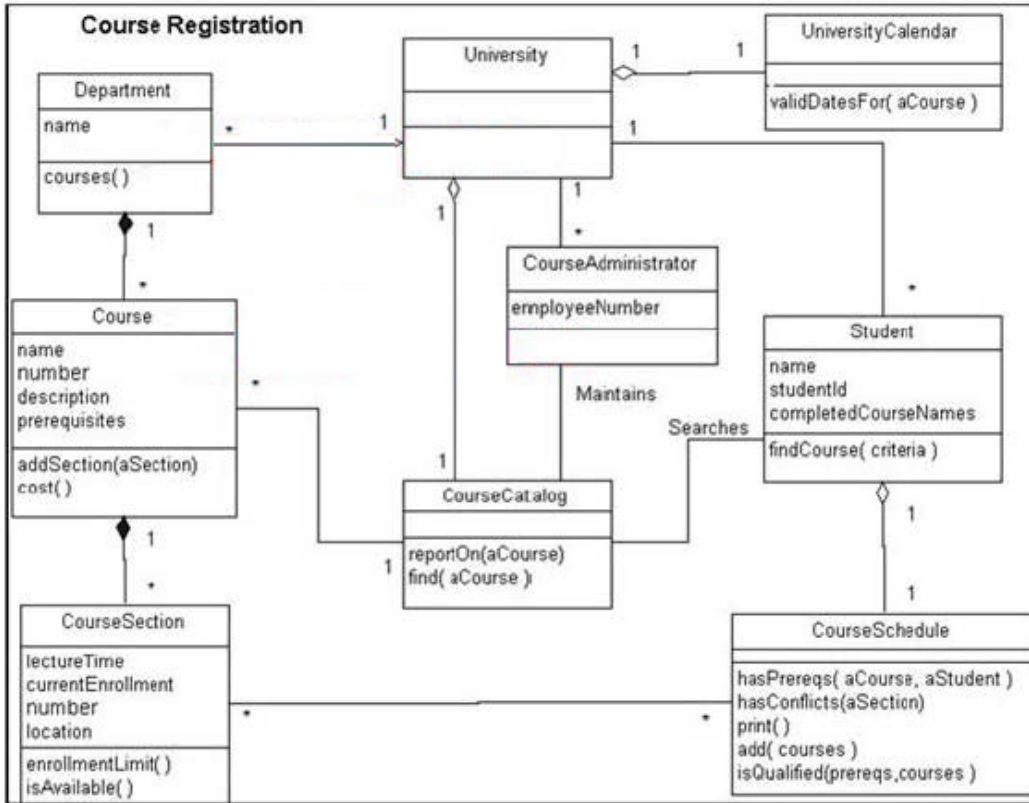 Course Registration
University
1
1
UniversityCalendar
validDatesFor( aCourse )
Department
name
courses( )
*
1
1
1
1
*
1
*
CourseAdministrator
ennployeeNumber
*
Course
name
number
description
prerequisites
addSection(aSection)
cost( )
*
Maintains
Searches
*
Student
name
studentId
completedCourseNames
findCourse( criteria )
1
CourseCatalog
reportOn(aCourse)
find( aCourse )
1
1
1
1
*
CourseSection
lectureTime
currentEnrollment
number
location
enrollmentLimit( )
isAvailable( )
*
*
CourseSchedule
hasPrereqs( aCourse, aStudent )
hasConflicts(aSection)
print( )
add( courses )
isQualified(prereqs,courses )